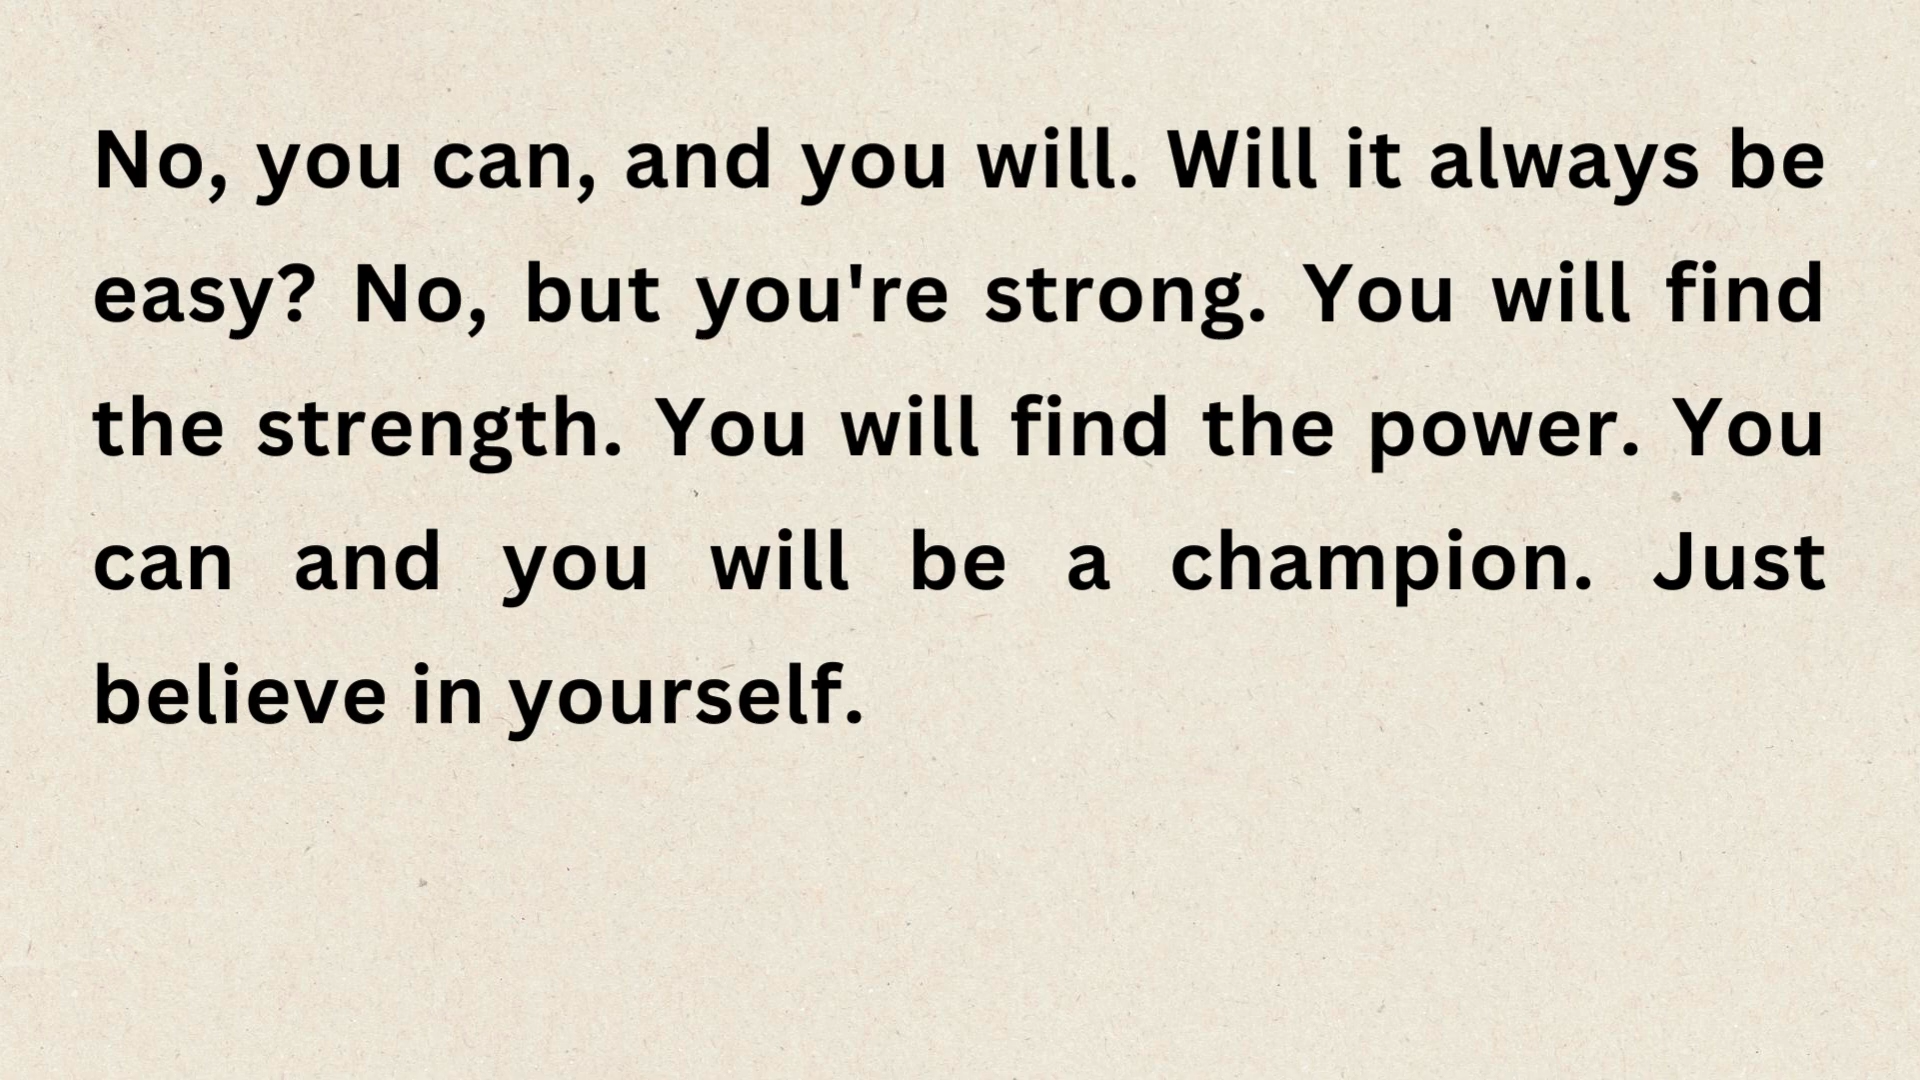 No, you can, and you will. Will it always be
easy? No, but you're strong. You will find
the strength. You will find the power. You
can and you will be a champion. Just
believe in yourself.